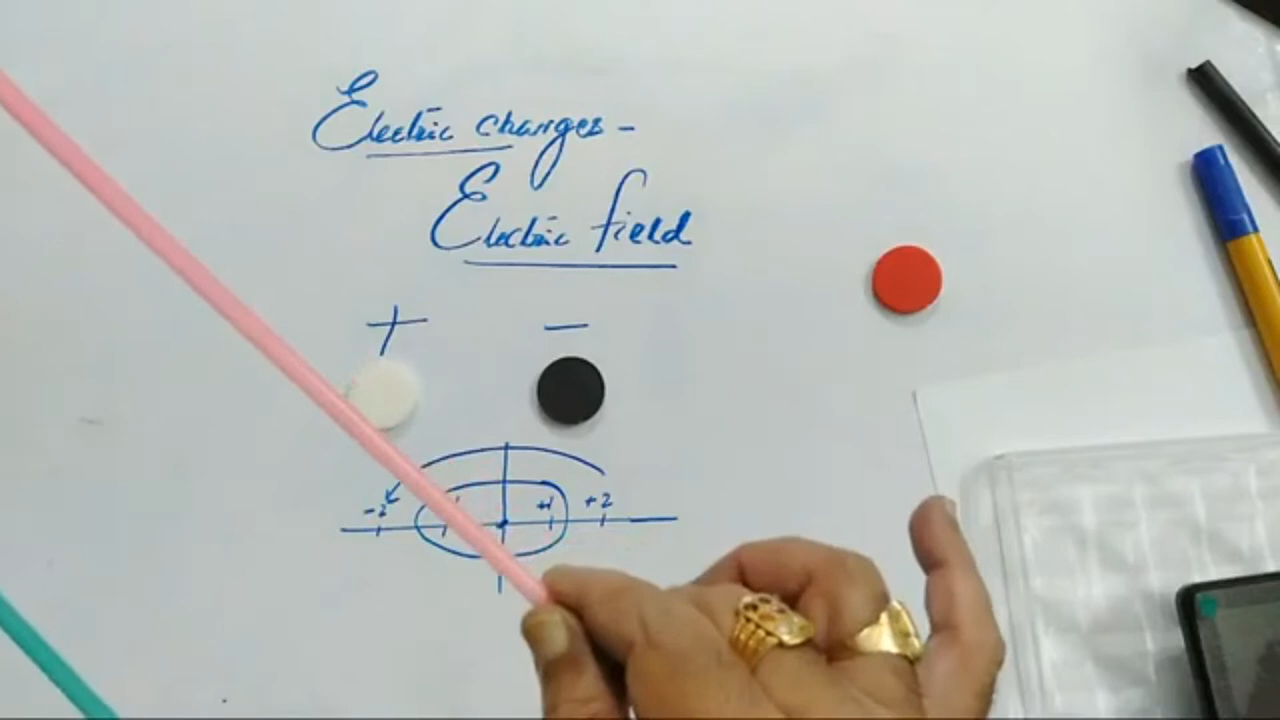 Electric charges -
Electric field
+ -
-2 +1 +2